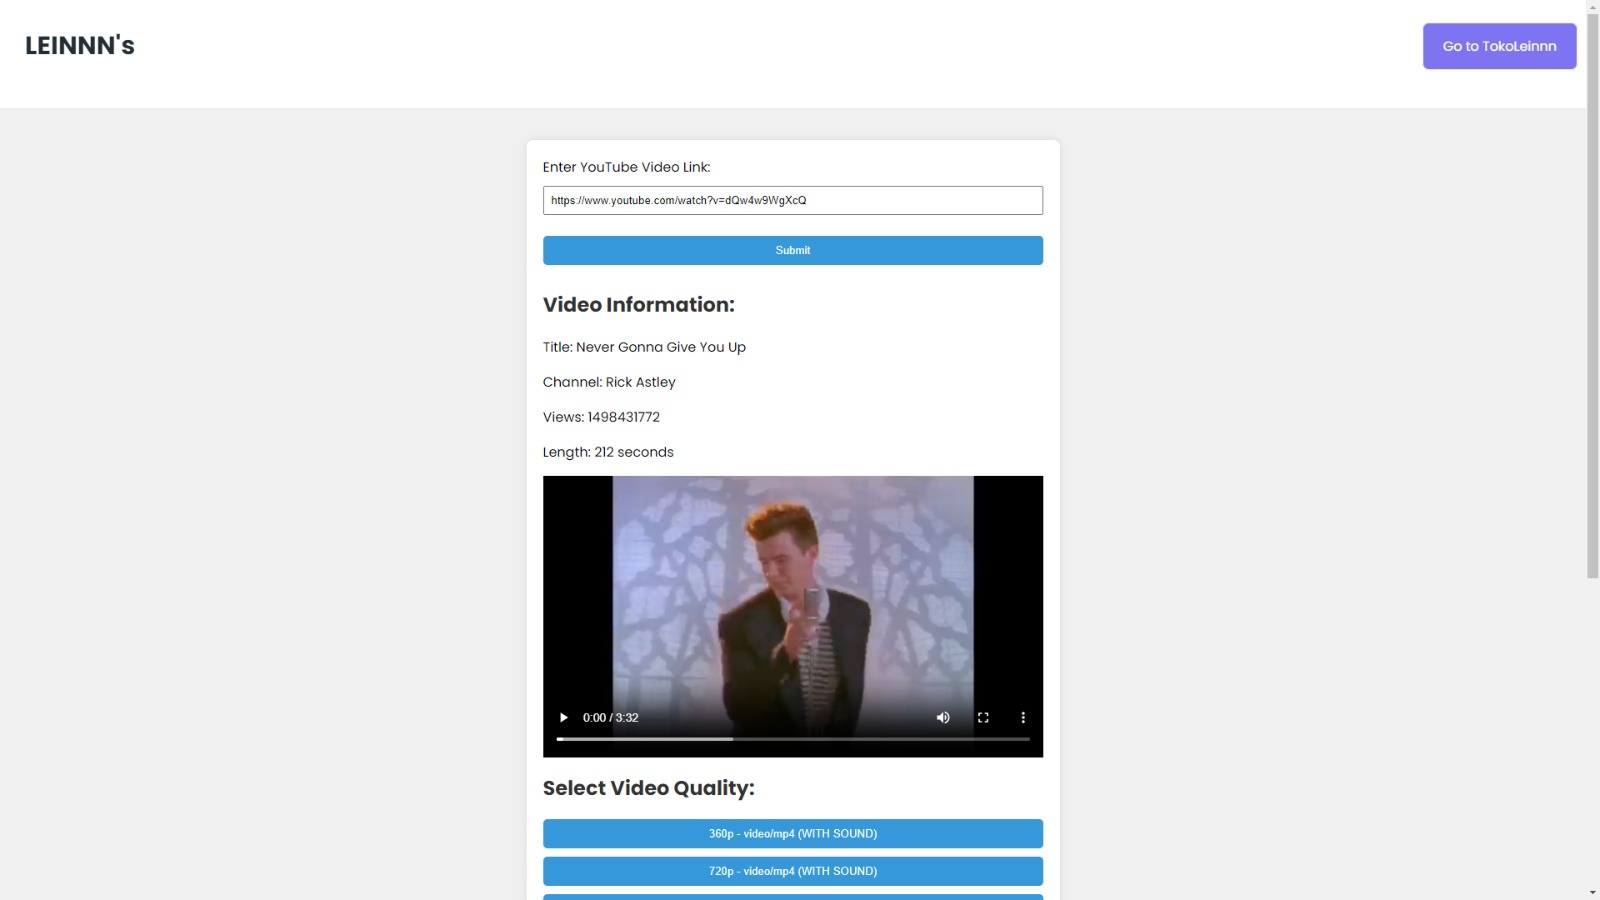 LEINNN's
Go to TokoLeinnn
Enter YouTube Video Link:
https://www.youtube.com/watch?v=dQw4w9WgXcQ
Submit
Video Information:
Title: Never Gonna Give You Up
Channel: Rick Astley
Views: 1498431772
Length: 212 seconds
0:00 / 3:32
Select Video Quality:
360p - video/mp4 (WITH SOUND)
720p - video/mp4 (WITH SOUND)